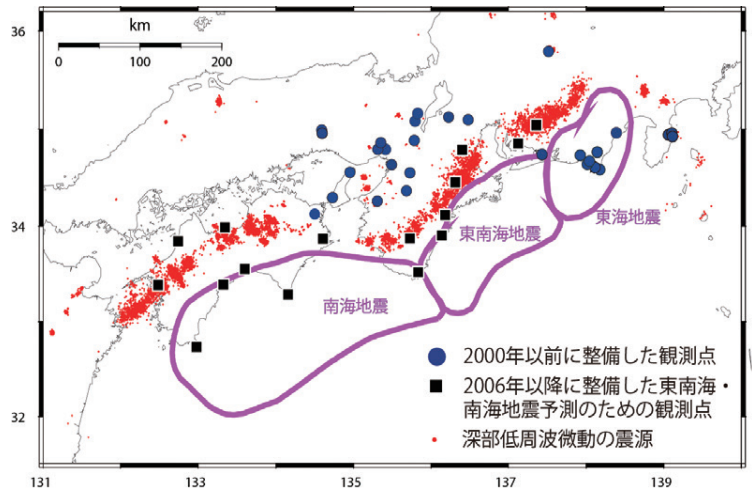 36
km
0
100
200
34
東海地震
東南海地震
南海地震
2000年以前に整備した観測点
2006年以降に整備した東南海・
南海地震予測のための観測点
深部低周波微動の震源
32
131
133
135
137
139